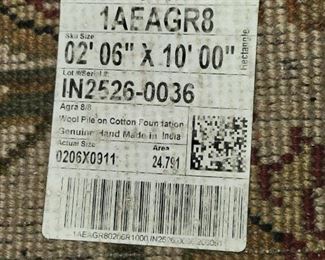 1AEAGR8
Sku Size
02' 06" X 10' 00"
Rectangle
Lot #/Serial #:
IN2526-0036
Agra 8/8
Wool Pile on Cotton Foundation
Genuine Hand Made in India
Actual Size
Area
0206X0911
24.791